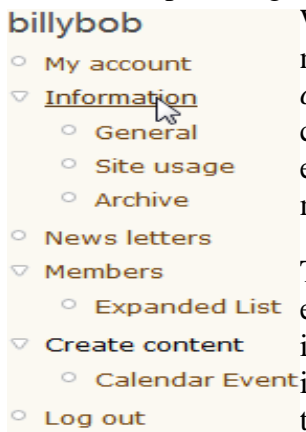 billybob
My account
Information
General
Site usage
Archive
News letters
Members
Expanded List
Create content
Calendar Event
Log out